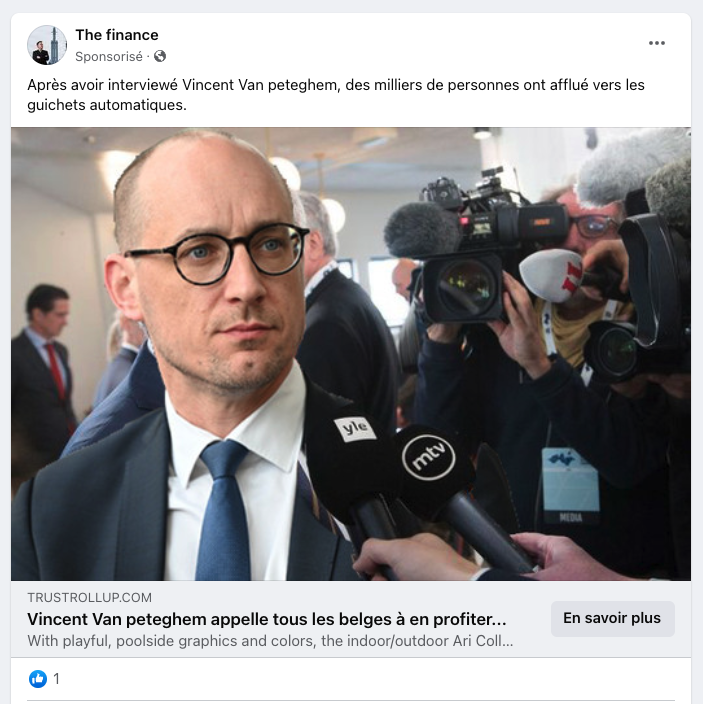 The finance
Sponsorisé ·
Après avoir interviewé Vincent Van peteghem, des milliers de personnes ont afflué vers les
guichets automatiques.
yle
mtv
MEDIA
TRUSTROLLUP.COM
Vincent Van peteghem appelle tous les belges à en profiter...
En savoir plus
With playful, poolside graphics and colors, the indoor/outdoor Ari Coll...
1